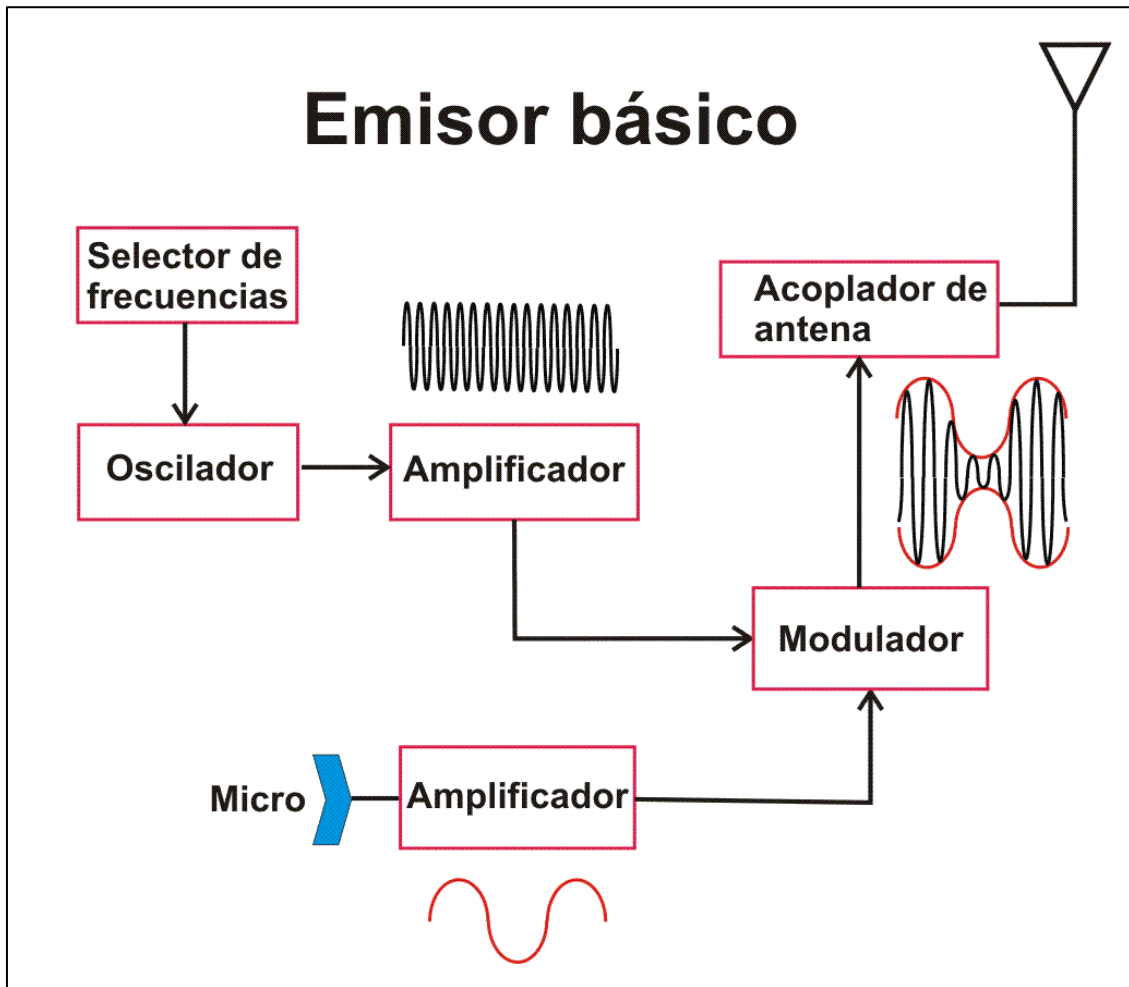 Emisor básico
Selector de
frecuencias
Acoplador de
antena
Oscilador
Amplificador
Modulador
Micro
Amplificador